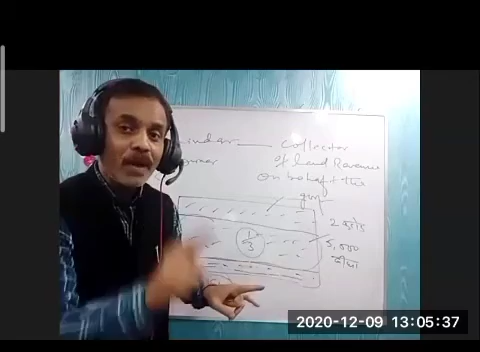 indar — Collector
of land Revenue
on behalf of the
govt
2 करोड़
1/3
5,000
बीघा
2020-12-09 13:05:37